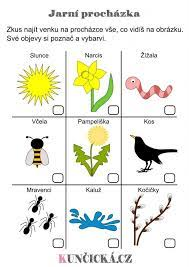 Jarní procházka
Zkus najít venku na procházce vše, co vidíš na obrázku.
Své objevy si poznač a vybarvi.
Slunce Narcis Žížala
Včela Pampeliška Kos
Mravenci Kaluž Kočičky
KUNČICKÁ.CZ